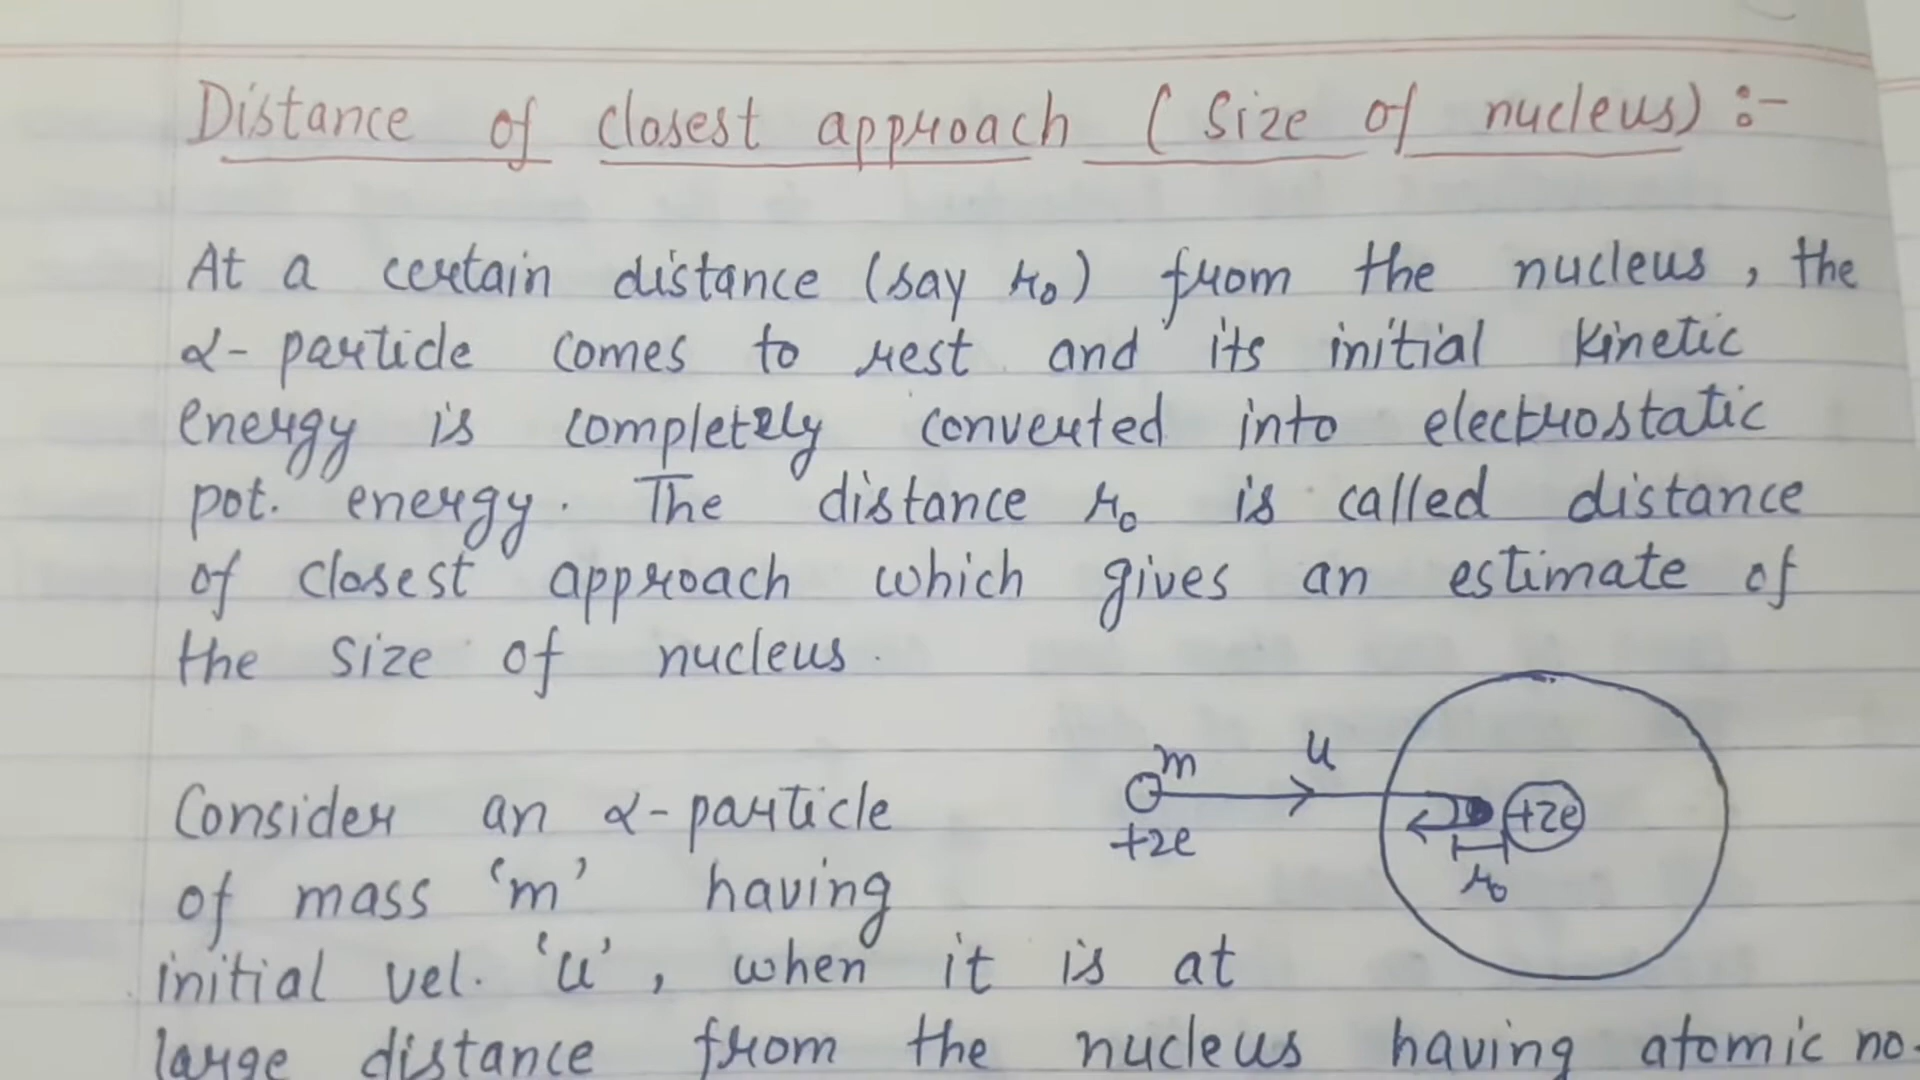 Distance of closest approach ( Size of nucleus) :-
At a certain distance (say r₀) from the nucleus, the
α- particle comes to rest and its initial kinetic
energy is completely converted into electrostatic
pot. energy. The distance r₀ is called distance
of closest approach which gives an estimate of
the size of nucleus.
m u
+2e
+2e
r₀
Consider an α- particle
of mass 'm' having
initial vel. 'u', when it is at
large distance from the nucleus having atomic no.